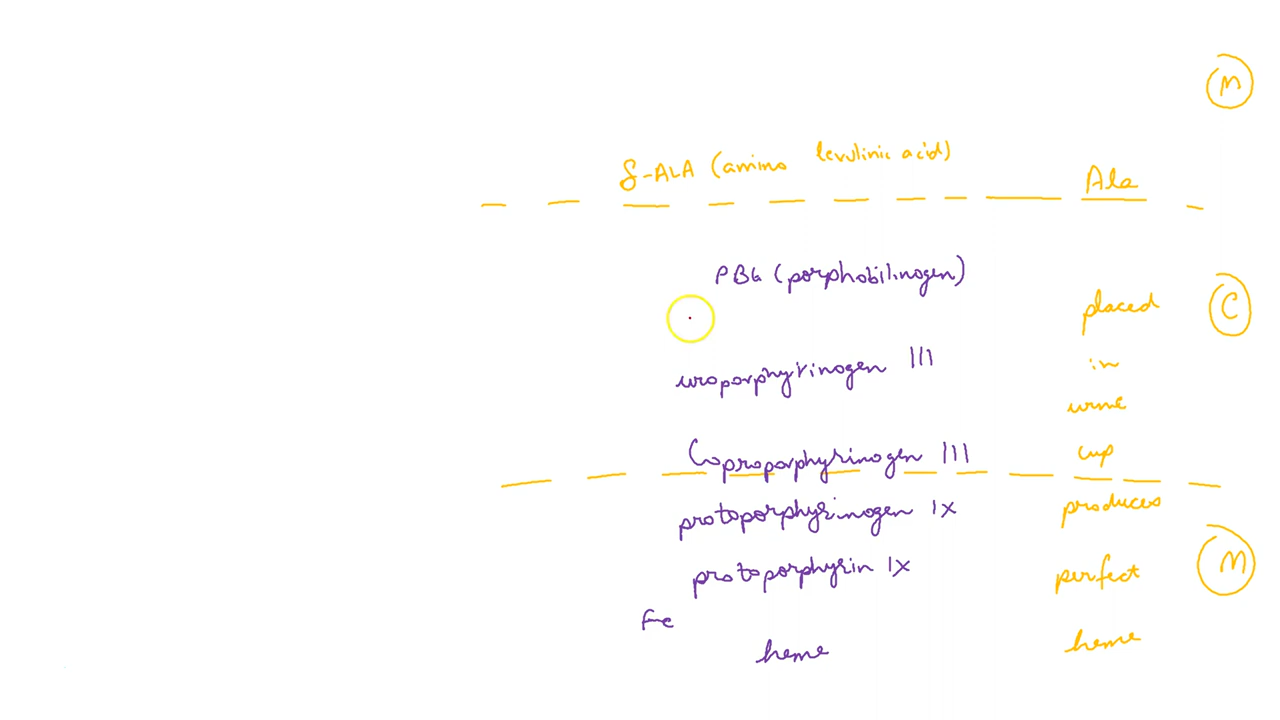 M
δ-ALA (amino levulinic acid)
Ala
PBG (porphobilinogen)
placed
C
uroporphyrinogen III
in
urine
Coproporphyrinogen III
cup
protoporphyrinogen IX
produces
protoporphyrin IX
perfect
M
Fe
heme
heme